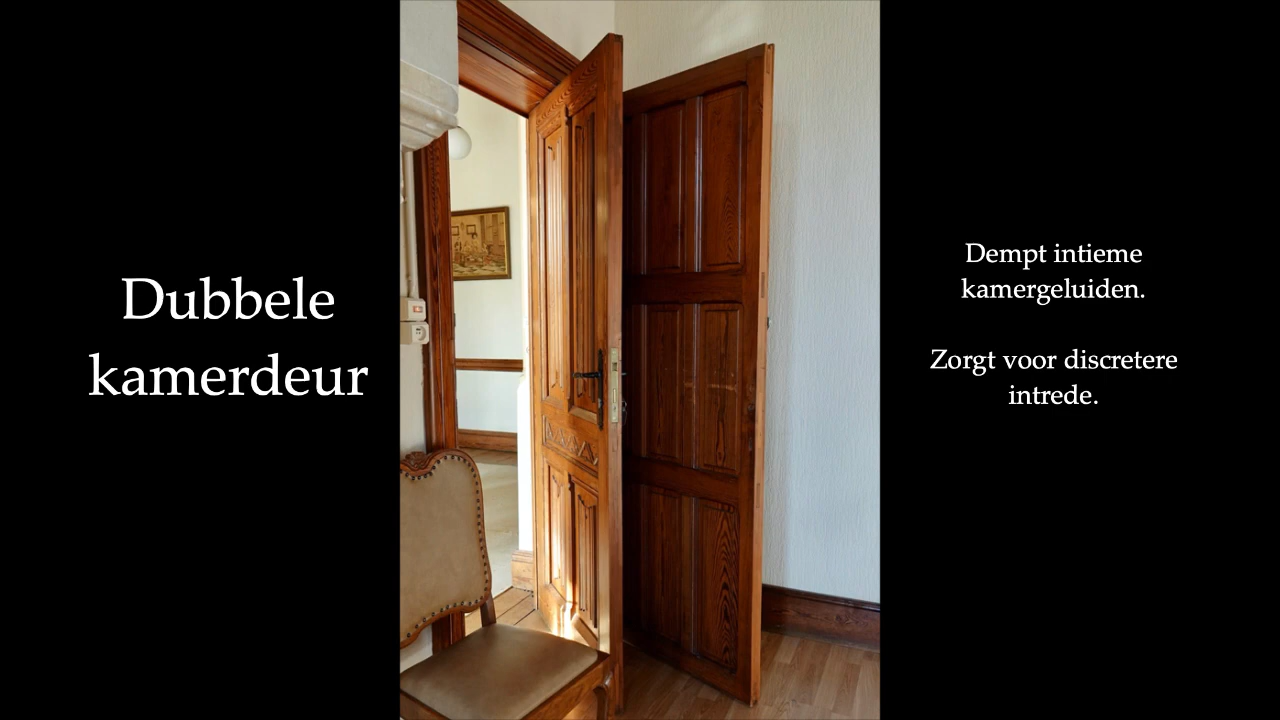 Dubbele
kamerdeur
Dempt intieme
kamergeluiden.
Zorgt voor discretere
intrede.